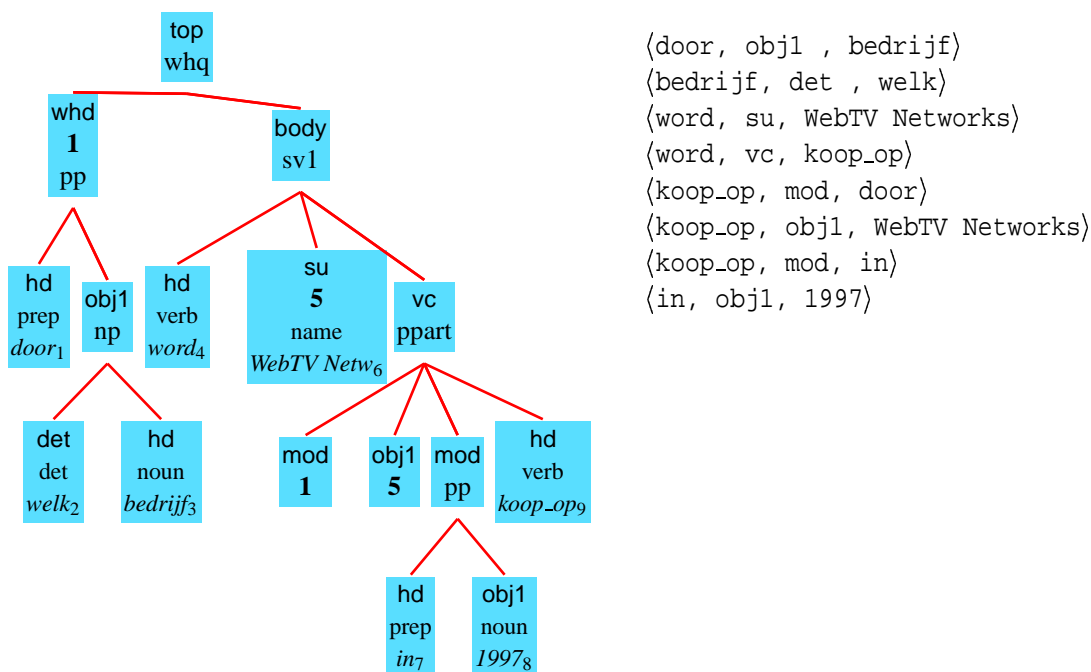 top
whq
whd
1
pp
body
sv1
hd
prep
door1
obj1
np
hd
verb
word4
su
5
name
WebTV Netw6
vc
ppart
det
det
welk2
hd
noun
bedrijf3
mod
1
obj1
5
mod
pp
hd
verb
koop_op9
hd
prep
in7
obj1
noun
19978
⟨door, obj1 , bedrijf⟩
⟨bedrijf, det , welk⟩
⟨word, su, WebTV Networks⟩
⟨word, vc, koop_op⟩
⟨koop_op, mod, door⟩
⟨koop_op, obj1, WebTV Networks⟩
⟨koop_op, mod, in⟩
⟨in, obj1, 1997⟩